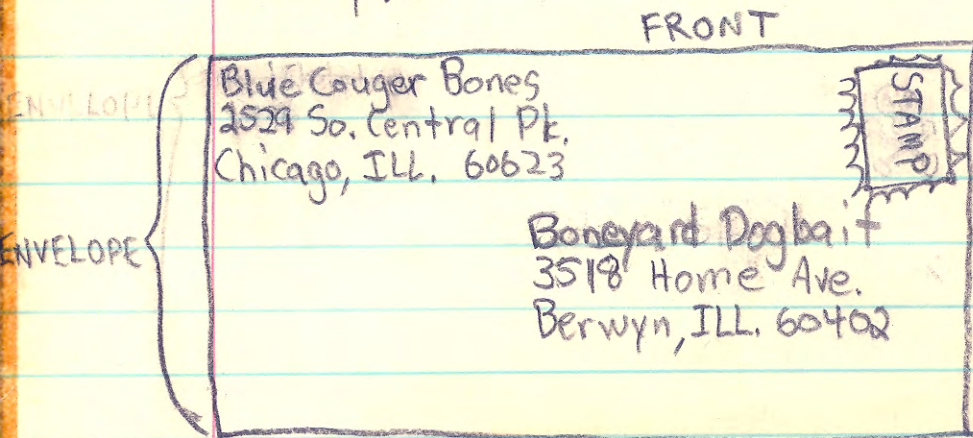 FRONT
Blue Couger Bones
2529 So. Central Pk.
Chicago, ILL. 60623
STAMP
ENVELOPE
Boneyard Dogbait
3518 Home Ave.
Berwyn, ILL. 60402